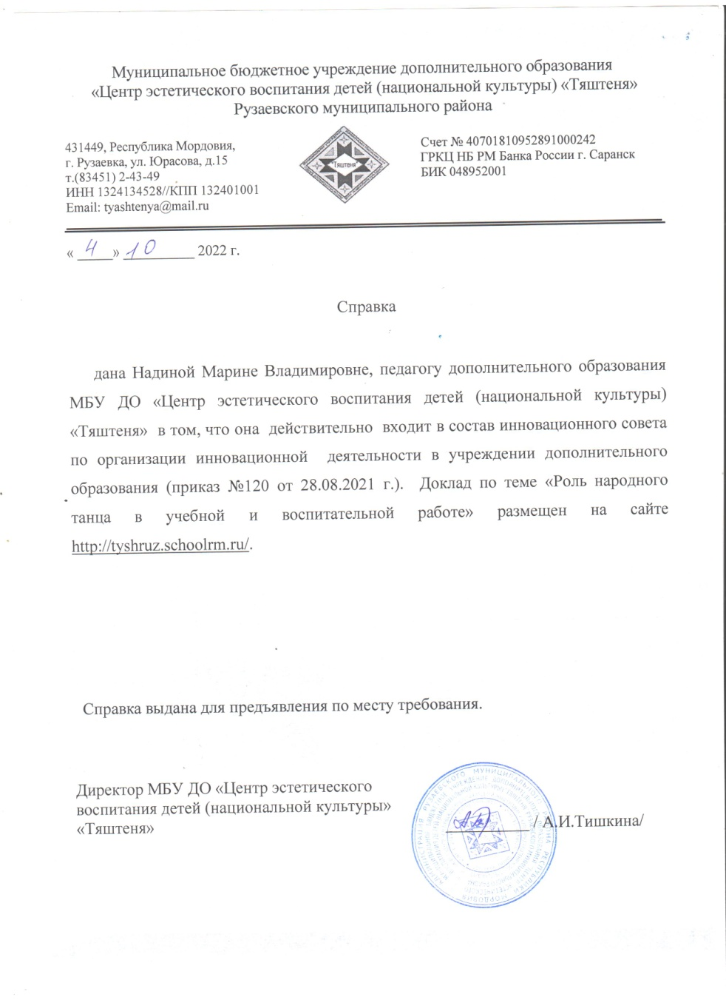 Муниципальное бюджетное учреждение дополнительного образования
«Центр эстетического воспитания детей (национальной культуры) «Тяштеня»
Рузаевского муниципального района
431449, Республика Мордовия,
г. Рузаевка, ул. Юрасова, д.15
т.(83451) 2-43-49
ИНН 1324134528//КПП 132401001
Email: tyashtenya@mail.ru
"Тяштеня"
Счет № 40701810952891000242
ГРКЦ НБ РМ Банка России г. Саранск
БИК 048952001
« 4 » 10 2022 г.
Справка
дана Надиной Марине Владимировне, педагогу дополнительного образования
МБУ ДО «Центр эстетического воспитания детей (национальной культуры)
«Тяштеня» в том, что она действительно входит в состав инновационного совета
по организации инновационной деятельности в учреждении дополнительного
образования (приказ №120 от 28.08.2021 г.). Доклад по теме «Роль народного
танца в учебной и воспитательной работе» размещен на сайте
http://tyshruz.schoolrm.ru/.
Справка выдана для предъявления по месту требования.
Директор МБУ ДО «Центр эстетического
воспитания детей (национальной культуры»
«Тяштеня»
/ А.И.Тишкина/
АДМИНИСТРАЦИЯ РУЗАЕВСКОГО МУНИЦИПАЛЬНОГО РАЙОНА РЕСПУБЛИКИ МОРДОВИЯ